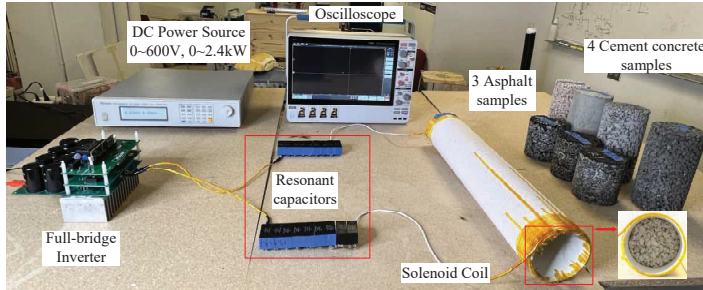 Oscilloscope
DC Power Source
0~600V, 0~2.4kW
4 Cement concrete
samples
3 Asphalt
samples
Resonant
capacitors
Full-bridge
Inverter
Solenoid Coil